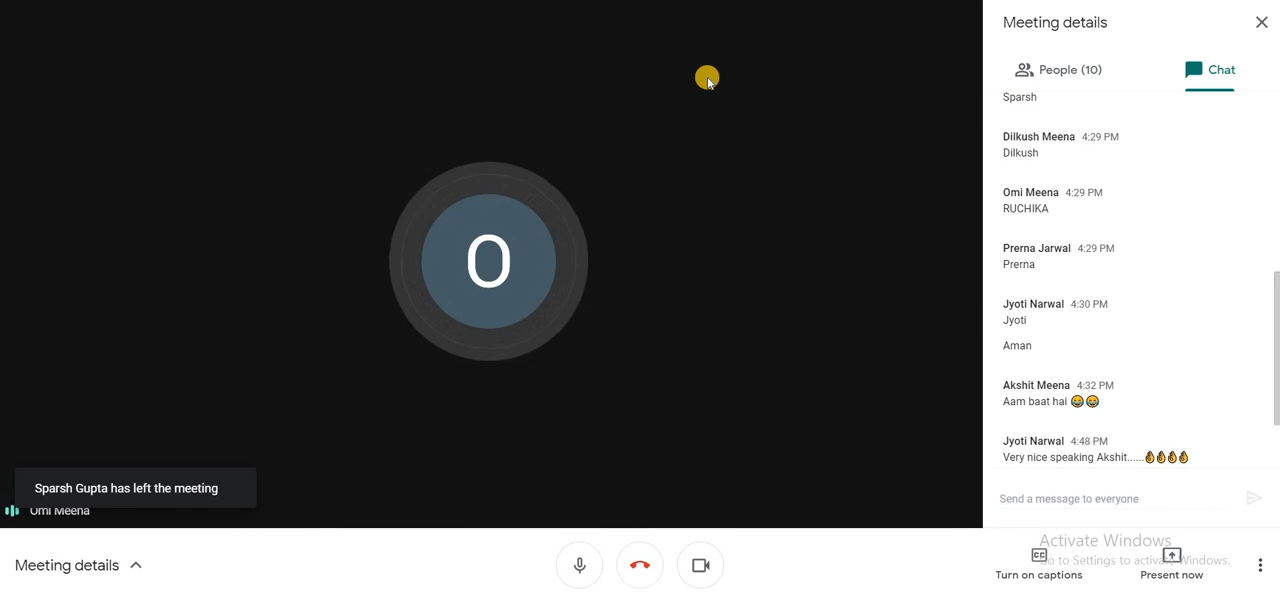 Meeting details
People (10)
Chat
Sparsh
Dilkush Meena 4:29 PM
Dilkush
Omi Meena 4:29 PM
RUCHIKA
Prerna Jarwal 4:29 PM
Prerna
Jyoti Narwal 4:30 PM
Jyoti
Aman
Akshit Meena 4:32 PM
Aam baat hai 😂😂
Jyoti Narwal 4:48 PM
Very nice speaking Akshit......👌👌👌👌
Send a message to everyone
O
Sparsh Gupta has left the meeting
Omi Meena
Meeting details
Activate Windows
Go to Settings to activate Windows.
CC
Turn on captions
Present now